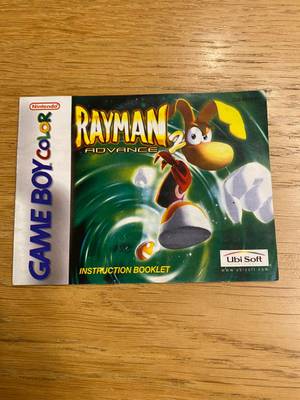 Nintendo
GAME BOY COLOR
RAYMAN
2
ADVANCE
INSTRUCTION BOOKLET
Ubi Soft
www.ubisoft.com